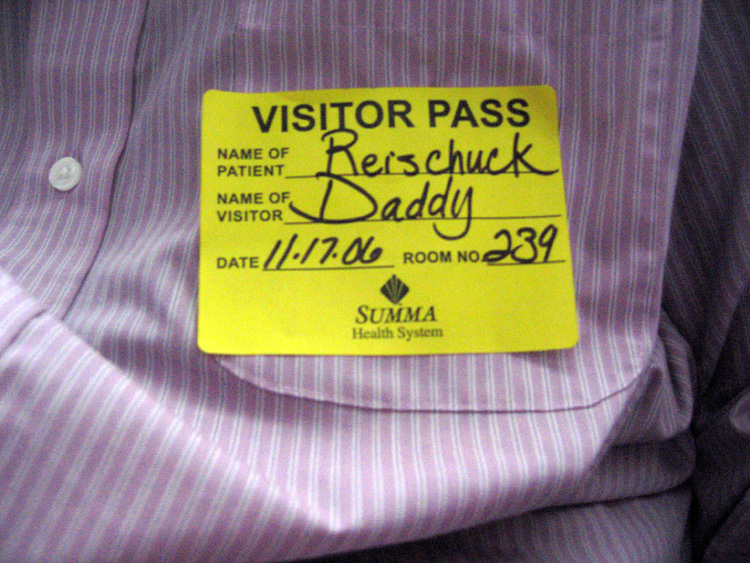 VISITOR PASS
NAME OF PATIENT Reischuck
NAME OF VISITOR Daddy
DATE 11.17.06 ROOM NO. 239
SUMMA
Health System